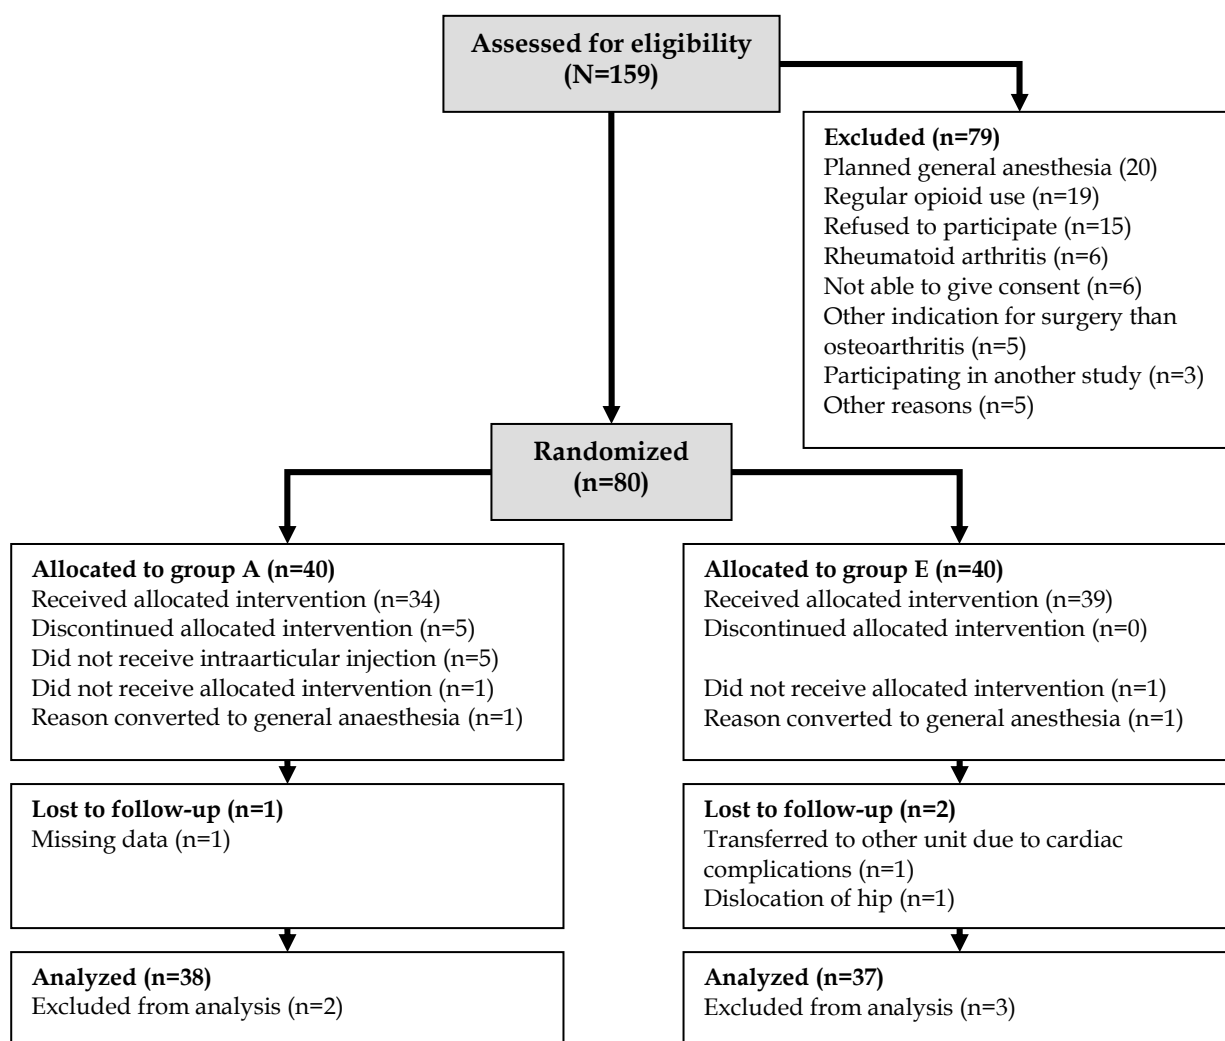 Assessed for eligibility
(N=159)
Excluded (n=79)
Planned general anesthesia (20)
Regular opioid use (n=19)
Refused to participate (n=15)
Rheumatoid arthritis (n=6)
Not able to give consent (n=6)
Other indication for surgery than
osteoarthritis (n=5)
Participating in another study (n=3)
Other reasons (n=5)
Randomized
(n=80)
Allocated to group A (n=40)
Received allocated intervention (n=34)
Discontinued allocated intervention (n=5)
Did not receive intraarticular injection (n=5)
Did not receive allocated intervention (n=1)
Reason converted to general anaesthesia (n=1)
Allocated to group E (n=40)
Received allocated intervention (n=39)
Discontinued allocated intervention (n=0)
Did not receive allocated intervention (n=1)
Reason converted to general anesthesia (n=1)
Lost to follow-up (n=1)
Missing data (n=1)
Lost to follow-up (n=2)
Transferred to other unit due to cardiac
complications (n=1)
Dislocation of hip (n=1)
Analyzed (n=38)
Excluded from analysis (n=2)
Analyzed (n=37)
Excluded from analysis (n=3)